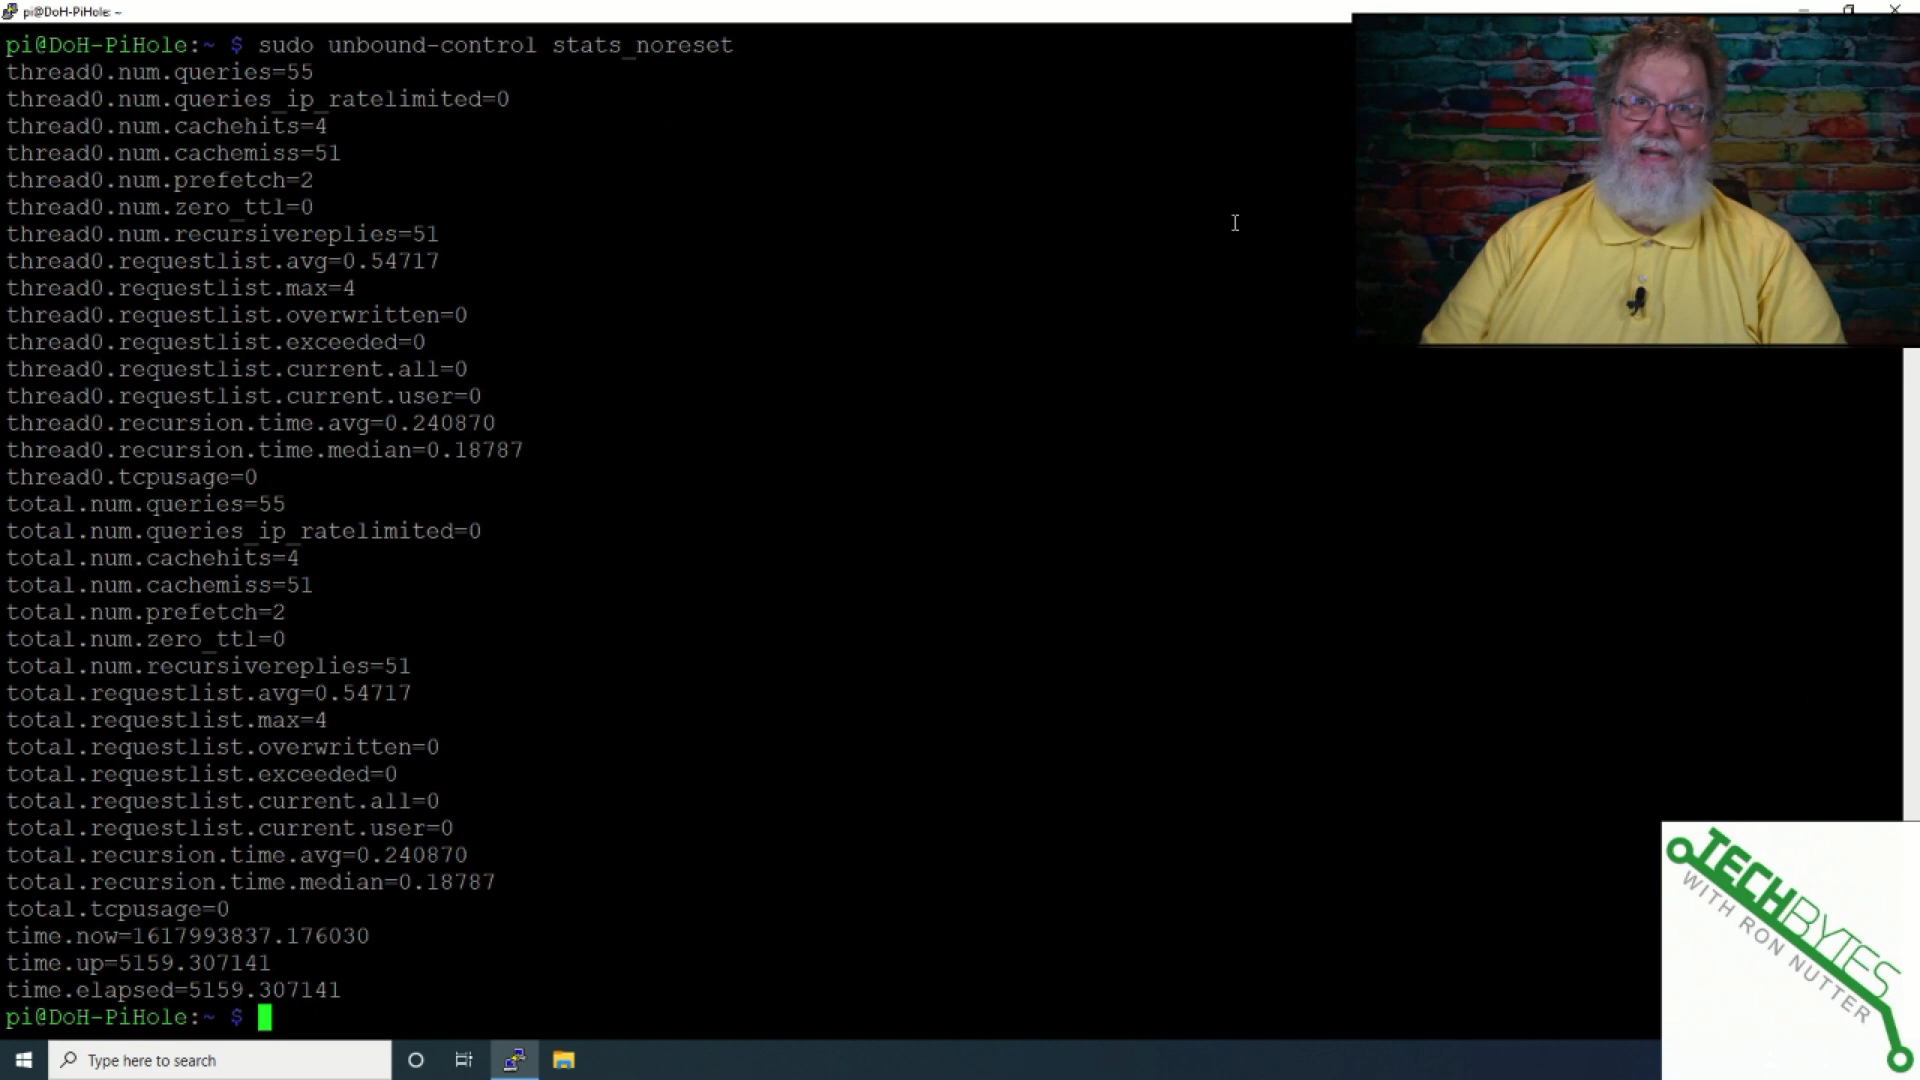 pi@DoH-PiHole: ~
pi@DoH-PiHole:~ $ sudo unbound-control stats_noreset
thread0.num.queries=55
thread0.num.queries_ip_ratelimited=0
thread0.num.cachehits=4
thread0.num.cachemiss=51
thread0.num.prefetch=2
thread0.num.zero_ttl=0
thread0.num.recursivereplies=51
thread0.requestlist.avg=0.54717
thread0.requestlist.max=4
thread0.requestlist.overwritten=0
thread0.requestlist.exceeded=0
thread0.requestlist.current.all=0
thread0.requestlist.current.user=0
thread0.recursion.time.avg=0.240870
thread0.recursion.time.median=0.18787
thread0.tcpusage=0
total.num.queries=55
total.num.queries_ip_ratelimited=0
total.num.cachehits=4
total.num.cachemiss=51
total.num.prefetch=2
total.num.zero_ttl=0
total.num.recursivereplies=51
total.requestlist.avg=0.54717
total.requestlist.max=4
total.requestlist.overwritten=0
total.requestlist.exceeded=0
total.requestlist.current.all=0
total.requestlist.current.user=0
total.recursion.time.avg=0.240870
total.recursion.time.median=0.18787
total.tcpusage=0
time.now=1617993837.176030
time.up=5159.307141
time.elapsed=5159.307141
pi@DoH-PiHole:~ $
Type here to search
TECHBYTES
WITH RON NUTTER